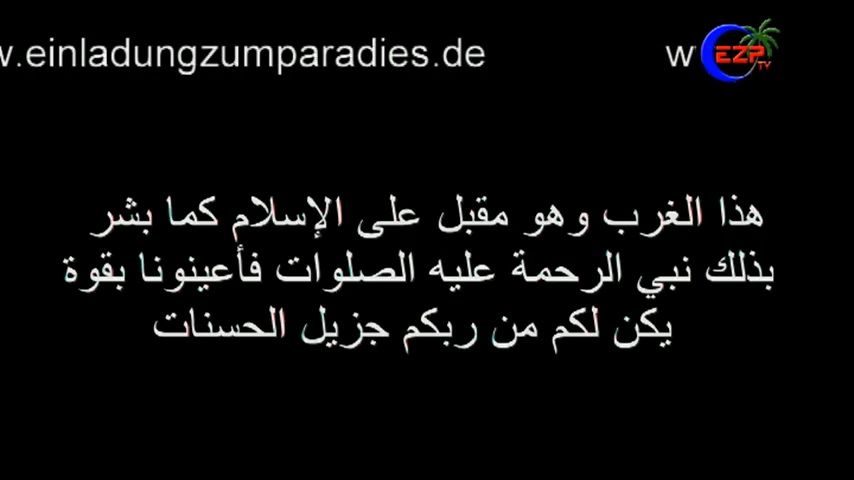 w.einladungzumparadies.de w
EZP TV
هذا الغرب وهو مقبل على الإسلام كما بشر
بذلك نبي الرحمة عليه الصلوات فأعينونا بقوة
يكن لكم من ربكم جزيل الحسنات